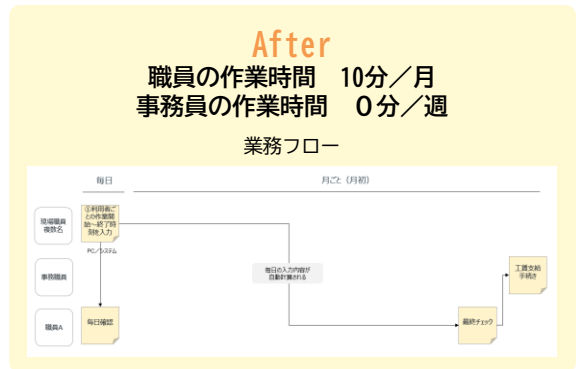 After
職員の作業時間 10分／月
事務員の作業時間 ０分／週
業務フロー
毎日
月ごと（月初）
現場職員
複数名
①利用者ご
との作業開
始～終了時
刻を入力
PC／システム
事務職員
毎日の入力内容が
自動計算される
工賃支給
手続き
職員A
毎日確認
最終チェック